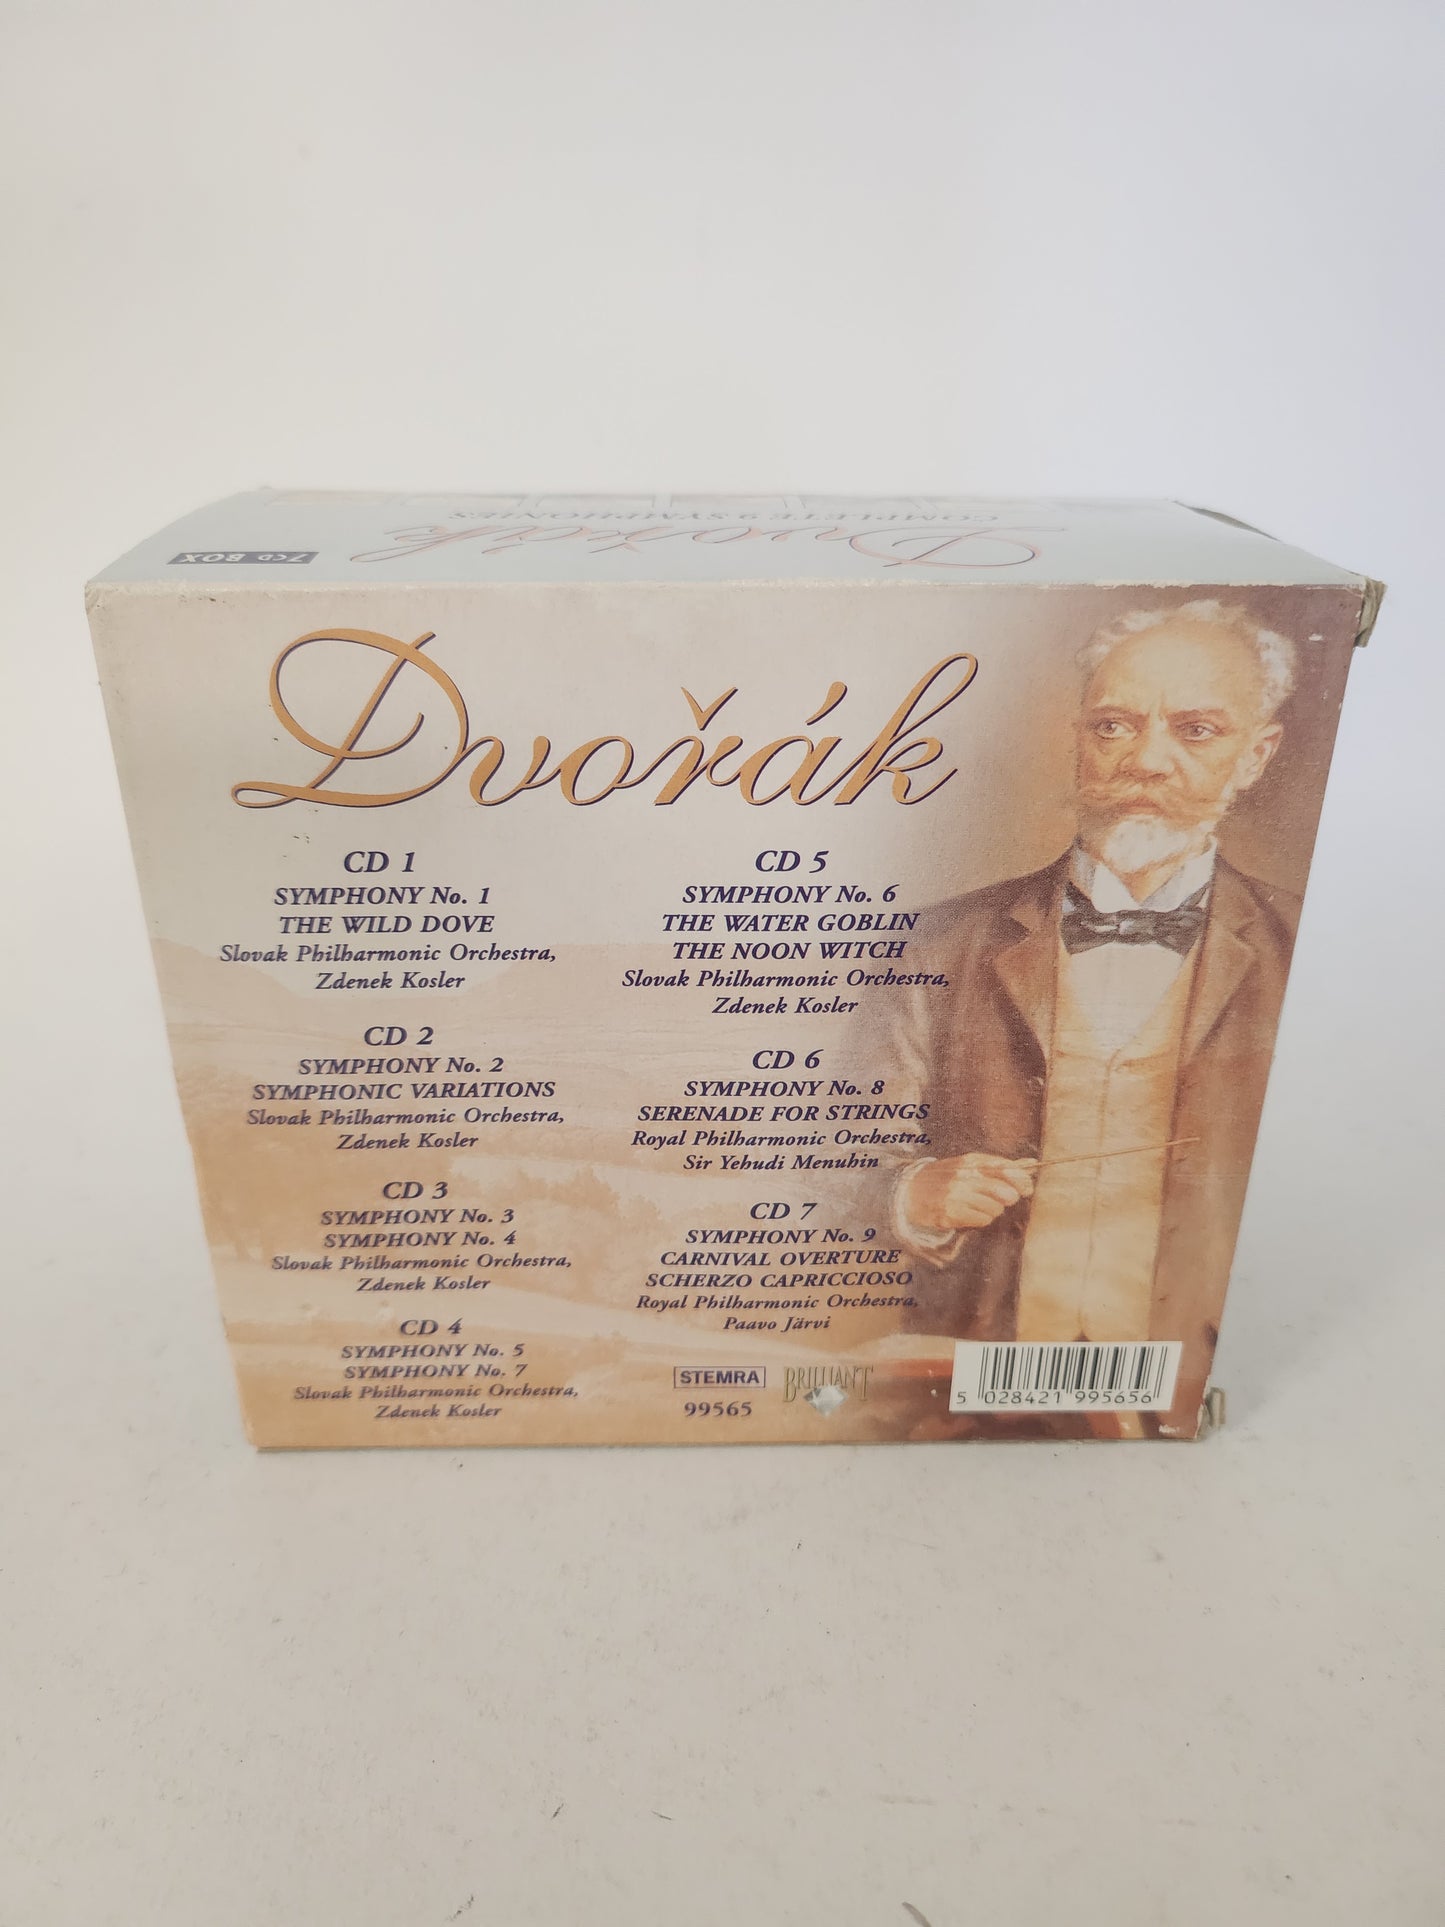 COMPLETE 9 SYMPHONIES
Dvořák
7 CD BOX
Dvořák
CD 1
SYMPHONY No. 1
THE WILD DOVE
Slovak Philharmonic Orchestra,
Zdenek Kosler
CD 2
SYMPHONY No. 2
SYMPHONIC VARIATIONS
Slovak Philharmonic Orchestra,
Zdenek Kosler
CD 3
SYMPHONY No. 3
SYMPHONY No. 4
Slovak Philharmonic Orchestra,
Zdenek Kosler
CD 4
SYMPHONY No. 5
SYMPHONY No. 7
Slovak Philharmonic Orchestra,
Zdenek Kosler
CD 5
SYMPHONY No. 6
THE WATER GOBLIN
THE NOON WITCH
Slovak Philharmonic Orchestra,
Zdenek Kosler
CD 6
SYMPHONY No. 8
SERENADE FOR STRINGS
Royal Philharmonic Orchestra,
Sir Yehudi Menuhin
CD 7
SYMPHONY No. 9
CARNIVAL OVERTURE
SCHERZO CAPRICCIOSO
Royal Philharmonic Orchestra,
Paavo Järvi
STEMRA
BRILLIANT
99565
5 028421 995656